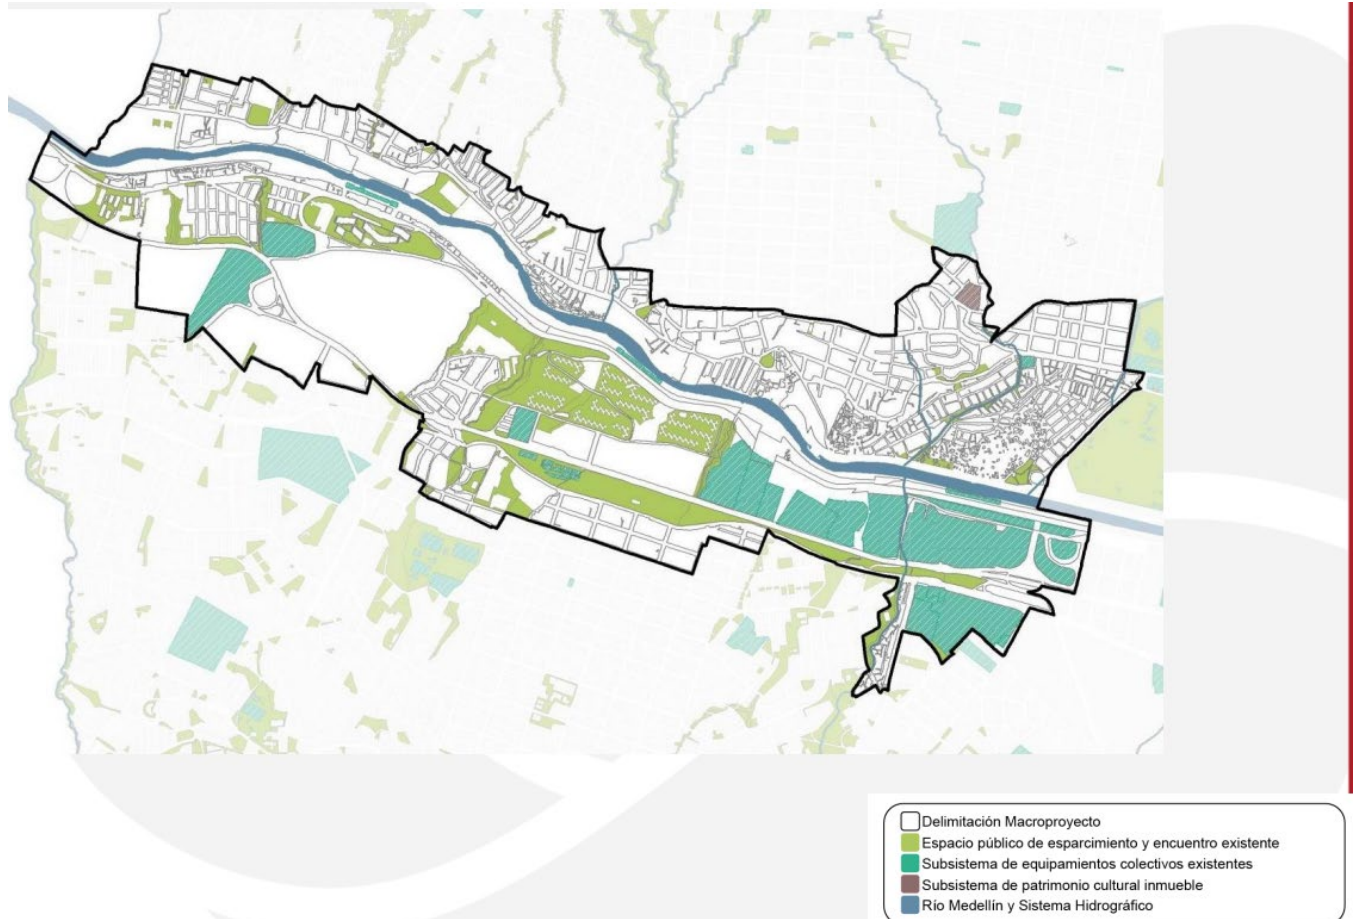 Delimitación Macroproyecto
Espacio público de esparcimiento y encuentro existente
Subsistema de equipamientos colectivos existentes
Subsistema de patrimonio cultural inmueble
Río Medellín y Sistema Hidrográfico